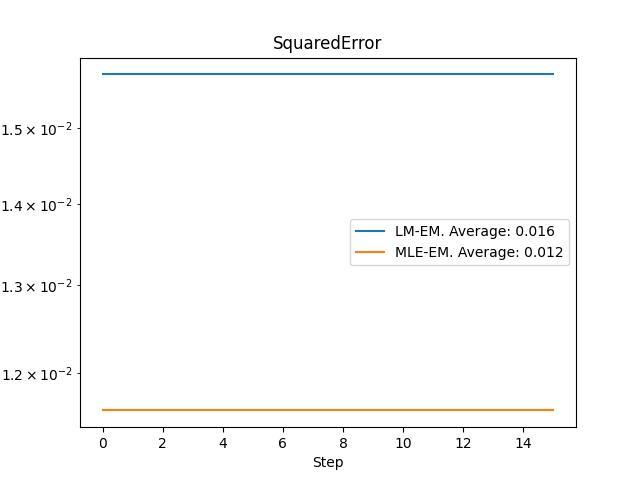 SquaredError
1.5 × 10⁻²
1.4 × 10⁻²
1.3 × 10⁻²
1.2 × 10⁻²
LM-EM. Average: 0.016
MLE-EM. Average: 0.012
0 2 4 6 8 10 12 14
Step